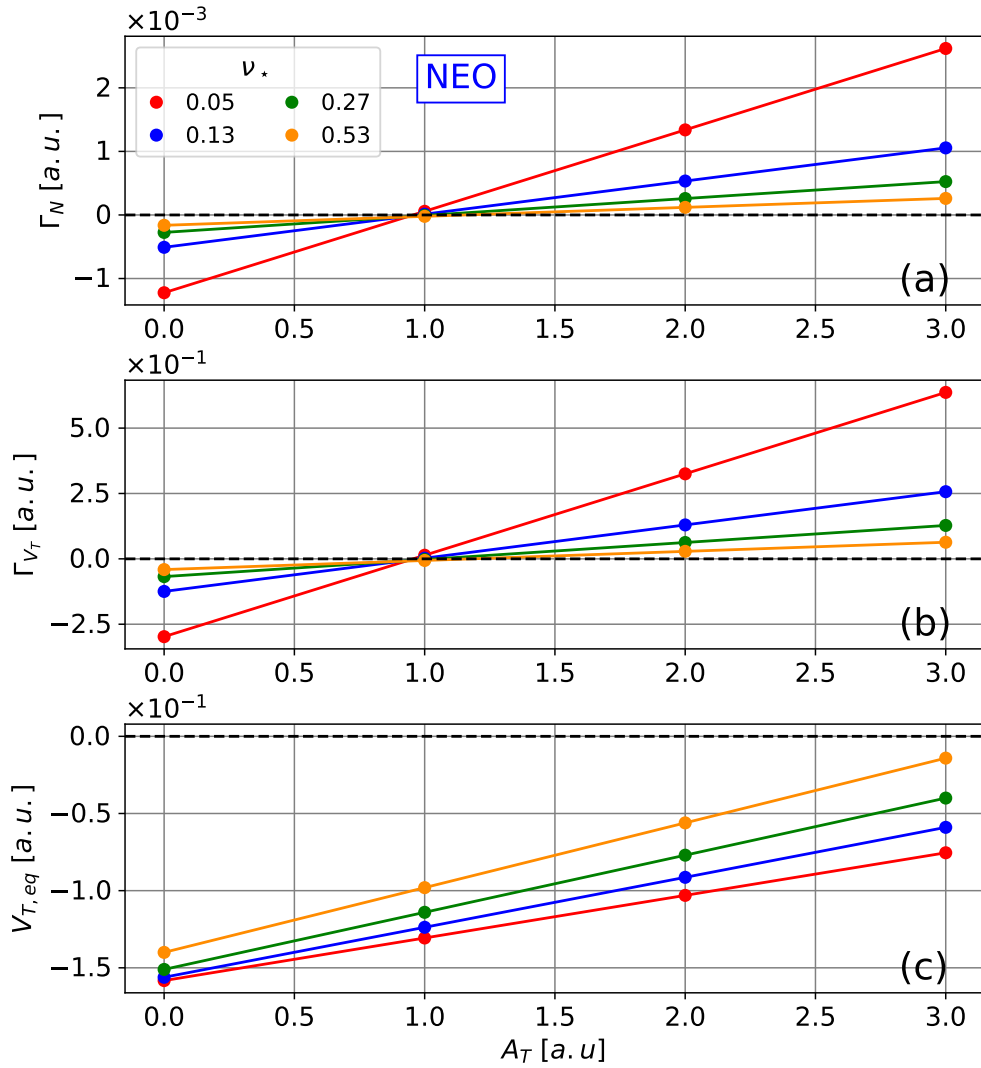 ×10⁻³
Γ_N [a.u.]
2
1
0
−1
ν⋆
0.05 0.27
0.13 0.53
NEO
(a)
0.0 0.5 1.0 1.5 2.0 2.5 3.0
×10⁻¹
Γ_{V_T} [a.u.]
5.0
2.5
0.0
−2.5
(b)
0.0 0.5 1.0 1.5 2.0 2.5 3.0
×10⁻¹
V_{T,eq} [a.u.]
0.0
−0.5
−1.0
−1.5
(c)
0.0 0.5 1.0 1.5 2.0 2.5 3.0
A_T [a.u]